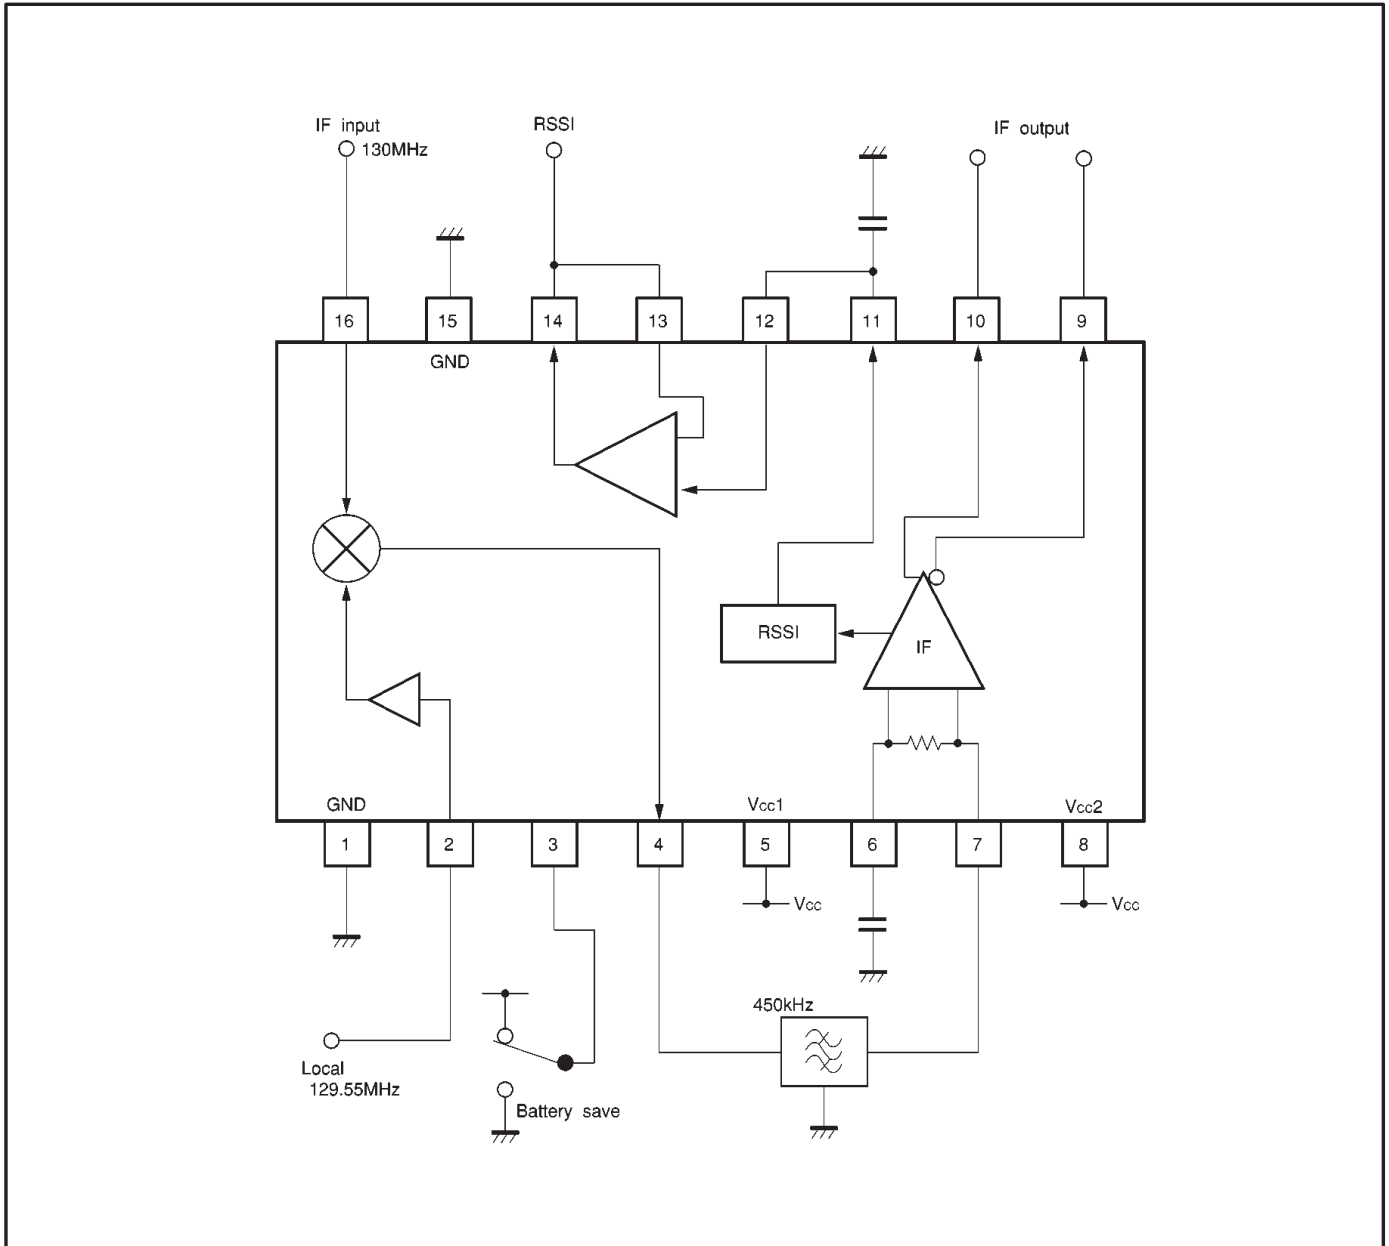 IF input
130MHz
RSSI
IF output
16
15
14
13
12
11
10
9
GND
RSSI
IF
GND
Vcc1
Vcc2
1
2
3
4
5
6
7
8
Vcc
Vcc
450kHz
Local
129.55MHz
Battery save